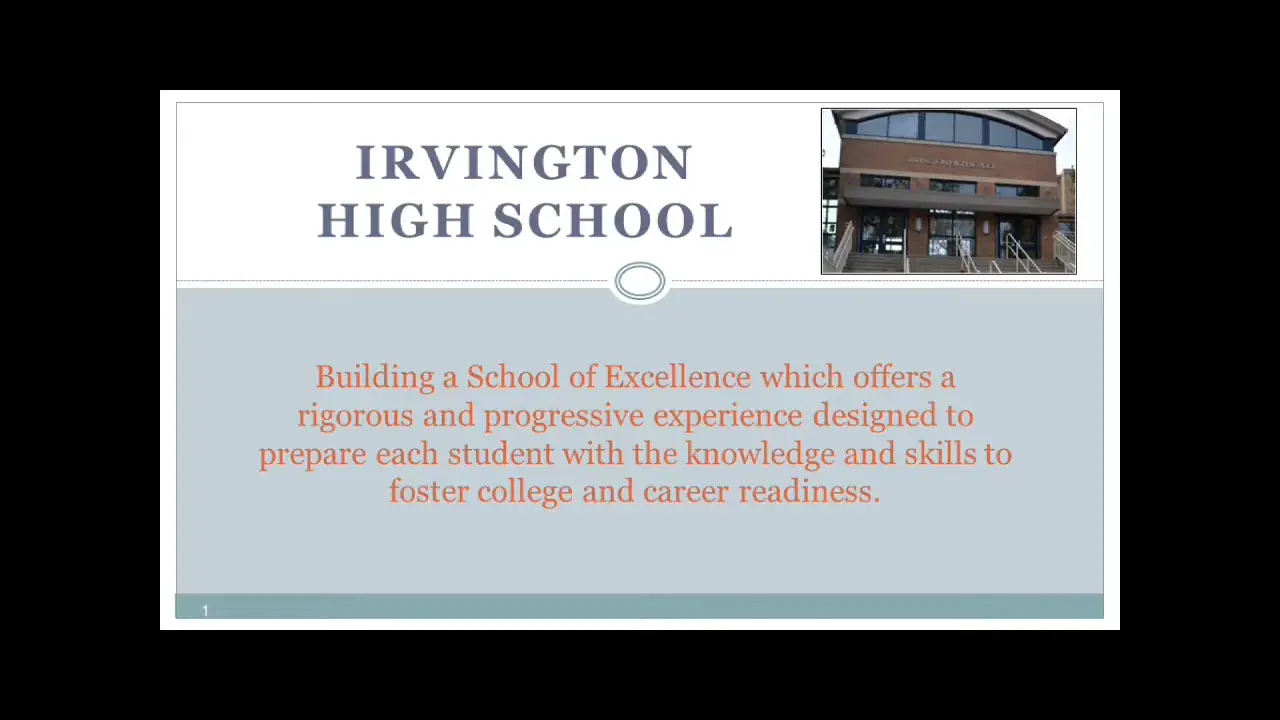 IRVINGTON
HIGH SCHOOL
Building a School of Excellence which offers a
rigorous and progressive experience designed to
prepare each student with the knowledge and skills to
foster college and career readiness.
1